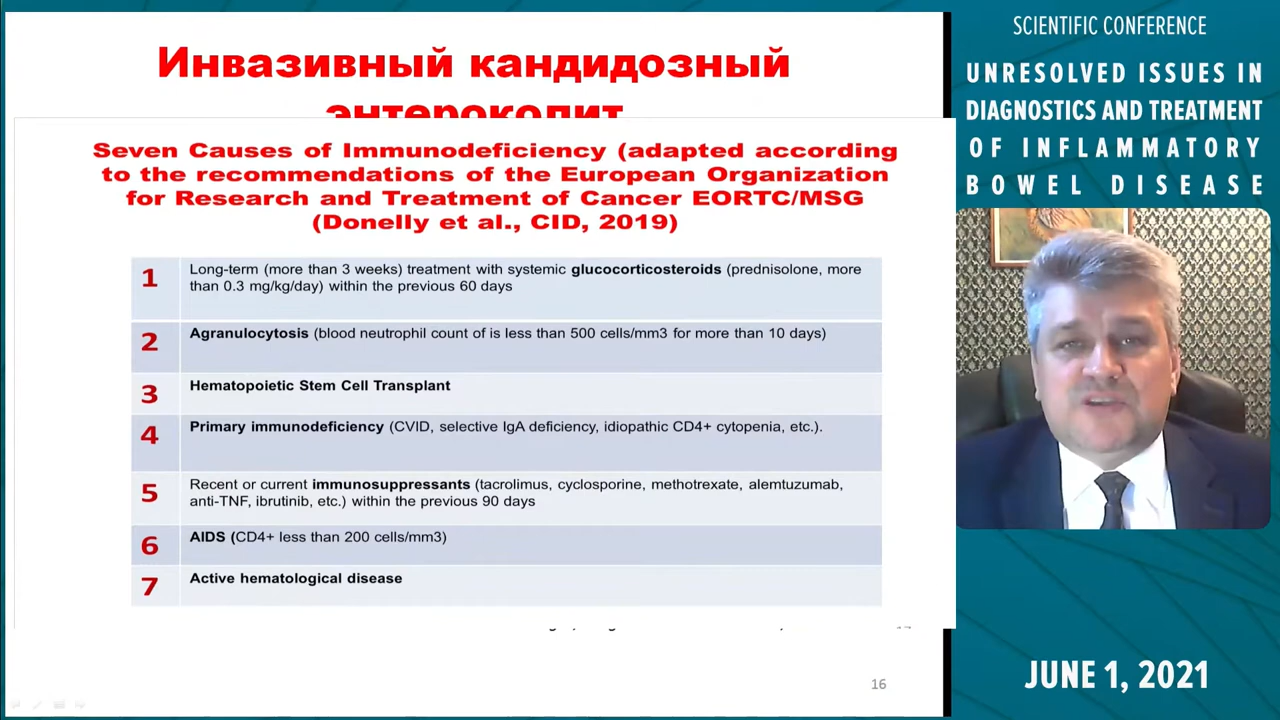 Инвазивный кандидозный
энтероколит
Seven Causes of Immunodeficiency (adapted according
to the recommendations of the European Organization
for Research and Treatment of Cancer EORTC/MSG
(Donelly et al., CID, 2019)
1
Long-term (more than 3 weeks) treatment with systemic glucocorticosteroids (prednisolone, more
than 0.3 mg/kg/day) within the previous 60 days
2
Agranulocytosis (blood neutrophil count of is less than 500 cells/mm3 for more than 10 days)
3
Hematopoietic Stem Cell Transplant
4
Primary immunodeficiency (CVID, selective IgA deficiency, idiopathic CD4+ cytopenia, etc.).
5
Recent or current immunosuppressants (tacrolimus, cyclosporine, methotrexate, alemtuzumab,
anti-TNF, ibrutinib, etc.) within the previous 90 days
6
AIDS (CD4+ less than 200 cells/mm3)
7
Active hematological disease
16
SCIENTIFIC CONFERENCE
UNRESOLVED ISSUES IN
DIAGNOSTICS AND TREATMENT
OF INFLAMMATORY
BOWEL DISEASE
JUNE 1, 2021